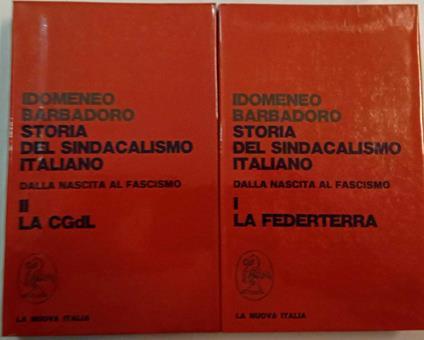 IDOMENEO
BARBADORO
STORIA
DEL SINDACALISMO
ITALIANO
DALLA NASCITA AL FASCISMO
II
LA CGdL
LA NUOVA ITALIA
IDOMENEO
BARBADORO
STORIA
DEL SINDACALISMO
ITALIANO
DALLA NASCITA AL FASCISMO
I
LA FEDERTERRA
LA NUOVA ITALIA